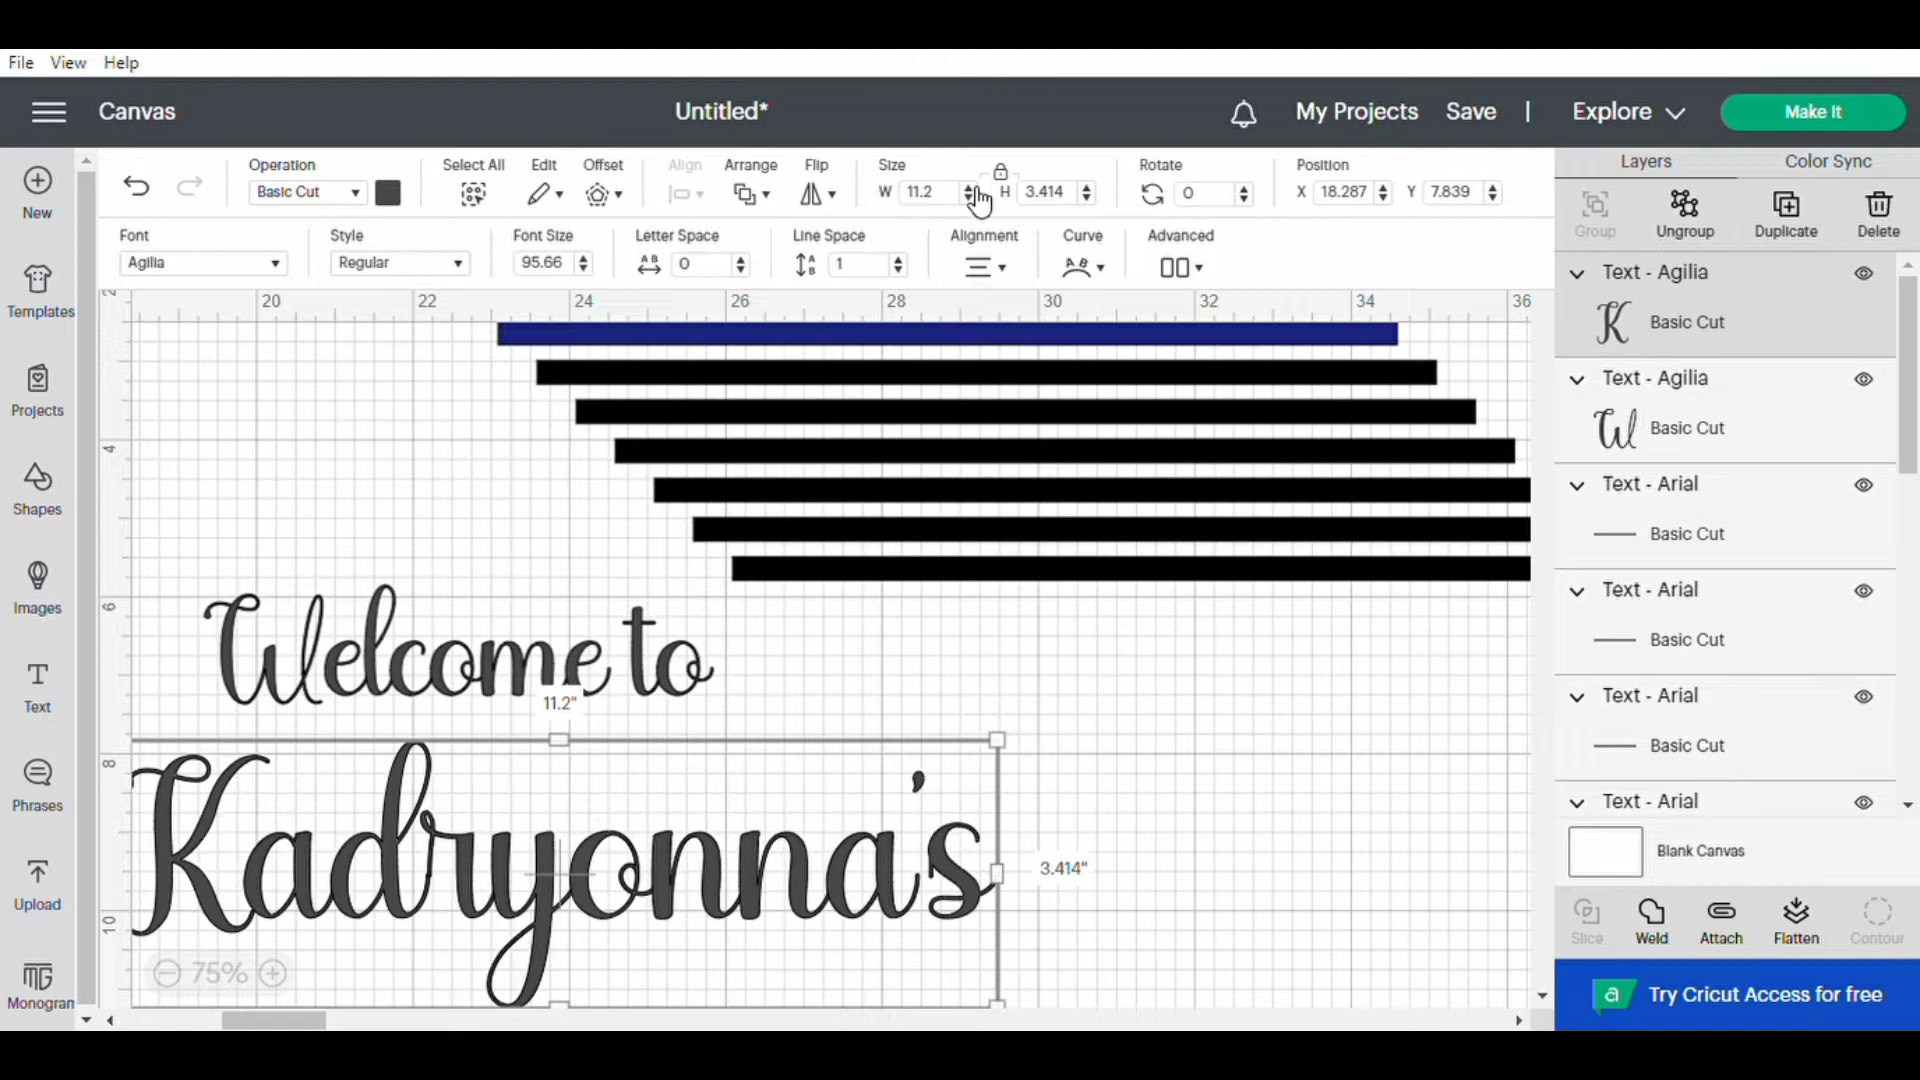 File View Help
Canvas Untitled* My Projects Save | Explore Make It
Operation Select All Edit Offset Align Arrange Flip Size Rotate Position
Basic Cut W 11.2 H 3.414 0 X 18.287 Y 7.839
Font Style Font Size Letter Space Line Space Alignment Curve Advanced
Agilia Regular 95.66 0 1
20 22 24 26 28 30 32 34 36
2
4
6
8
10
New
Templates
Projects
Shapes
Images
Text
Phrases
Upload
Monogram
Welcome to
11.2"
Kadryonna's
3.414"
75%
Layers Color Sync
Group Ungroup Duplicate Delete
Text - Agilia
K Basic Cut
Text - Agilia
W Basic Cut
Text - Arial
Basic Cut
Text - Arial
Basic Cut
Text - Arial
Basic Cut
Text - Arial
Blank Canvas
Slice Weld Attach Flatten Contour
a Try Cricut Access for free